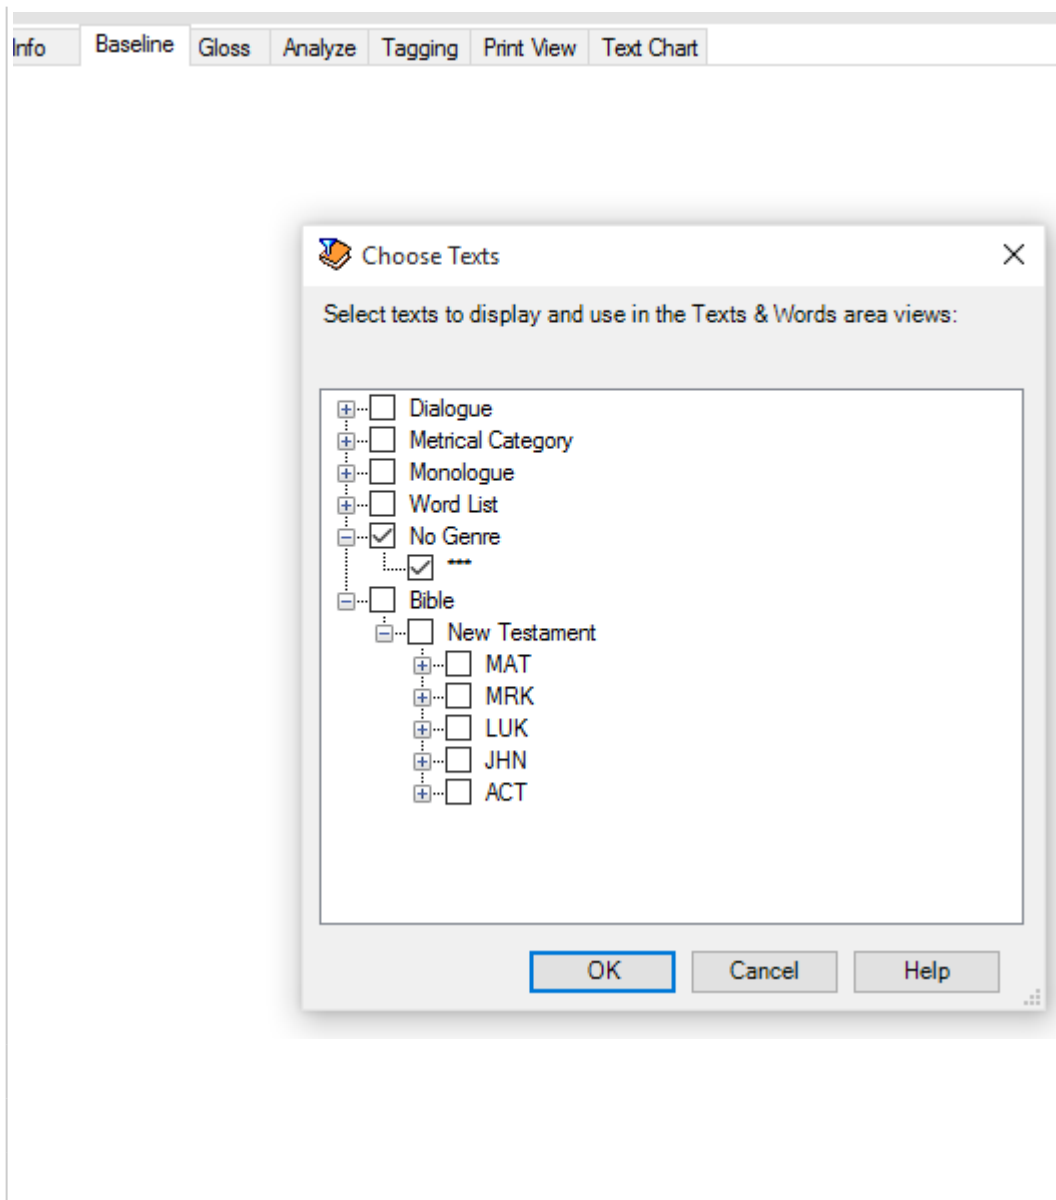 Info Baseline Gloss Analyze Tagging Print View Text Chart
Choose Texts
Select texts to display and use in the Texts & Words area views:
Dialogue
Metrical Category
Monologue
Word List
No Genre
***
Bible
New Testament
MAT
MRK
LUK
JHN
ACT
OK Cancel Help